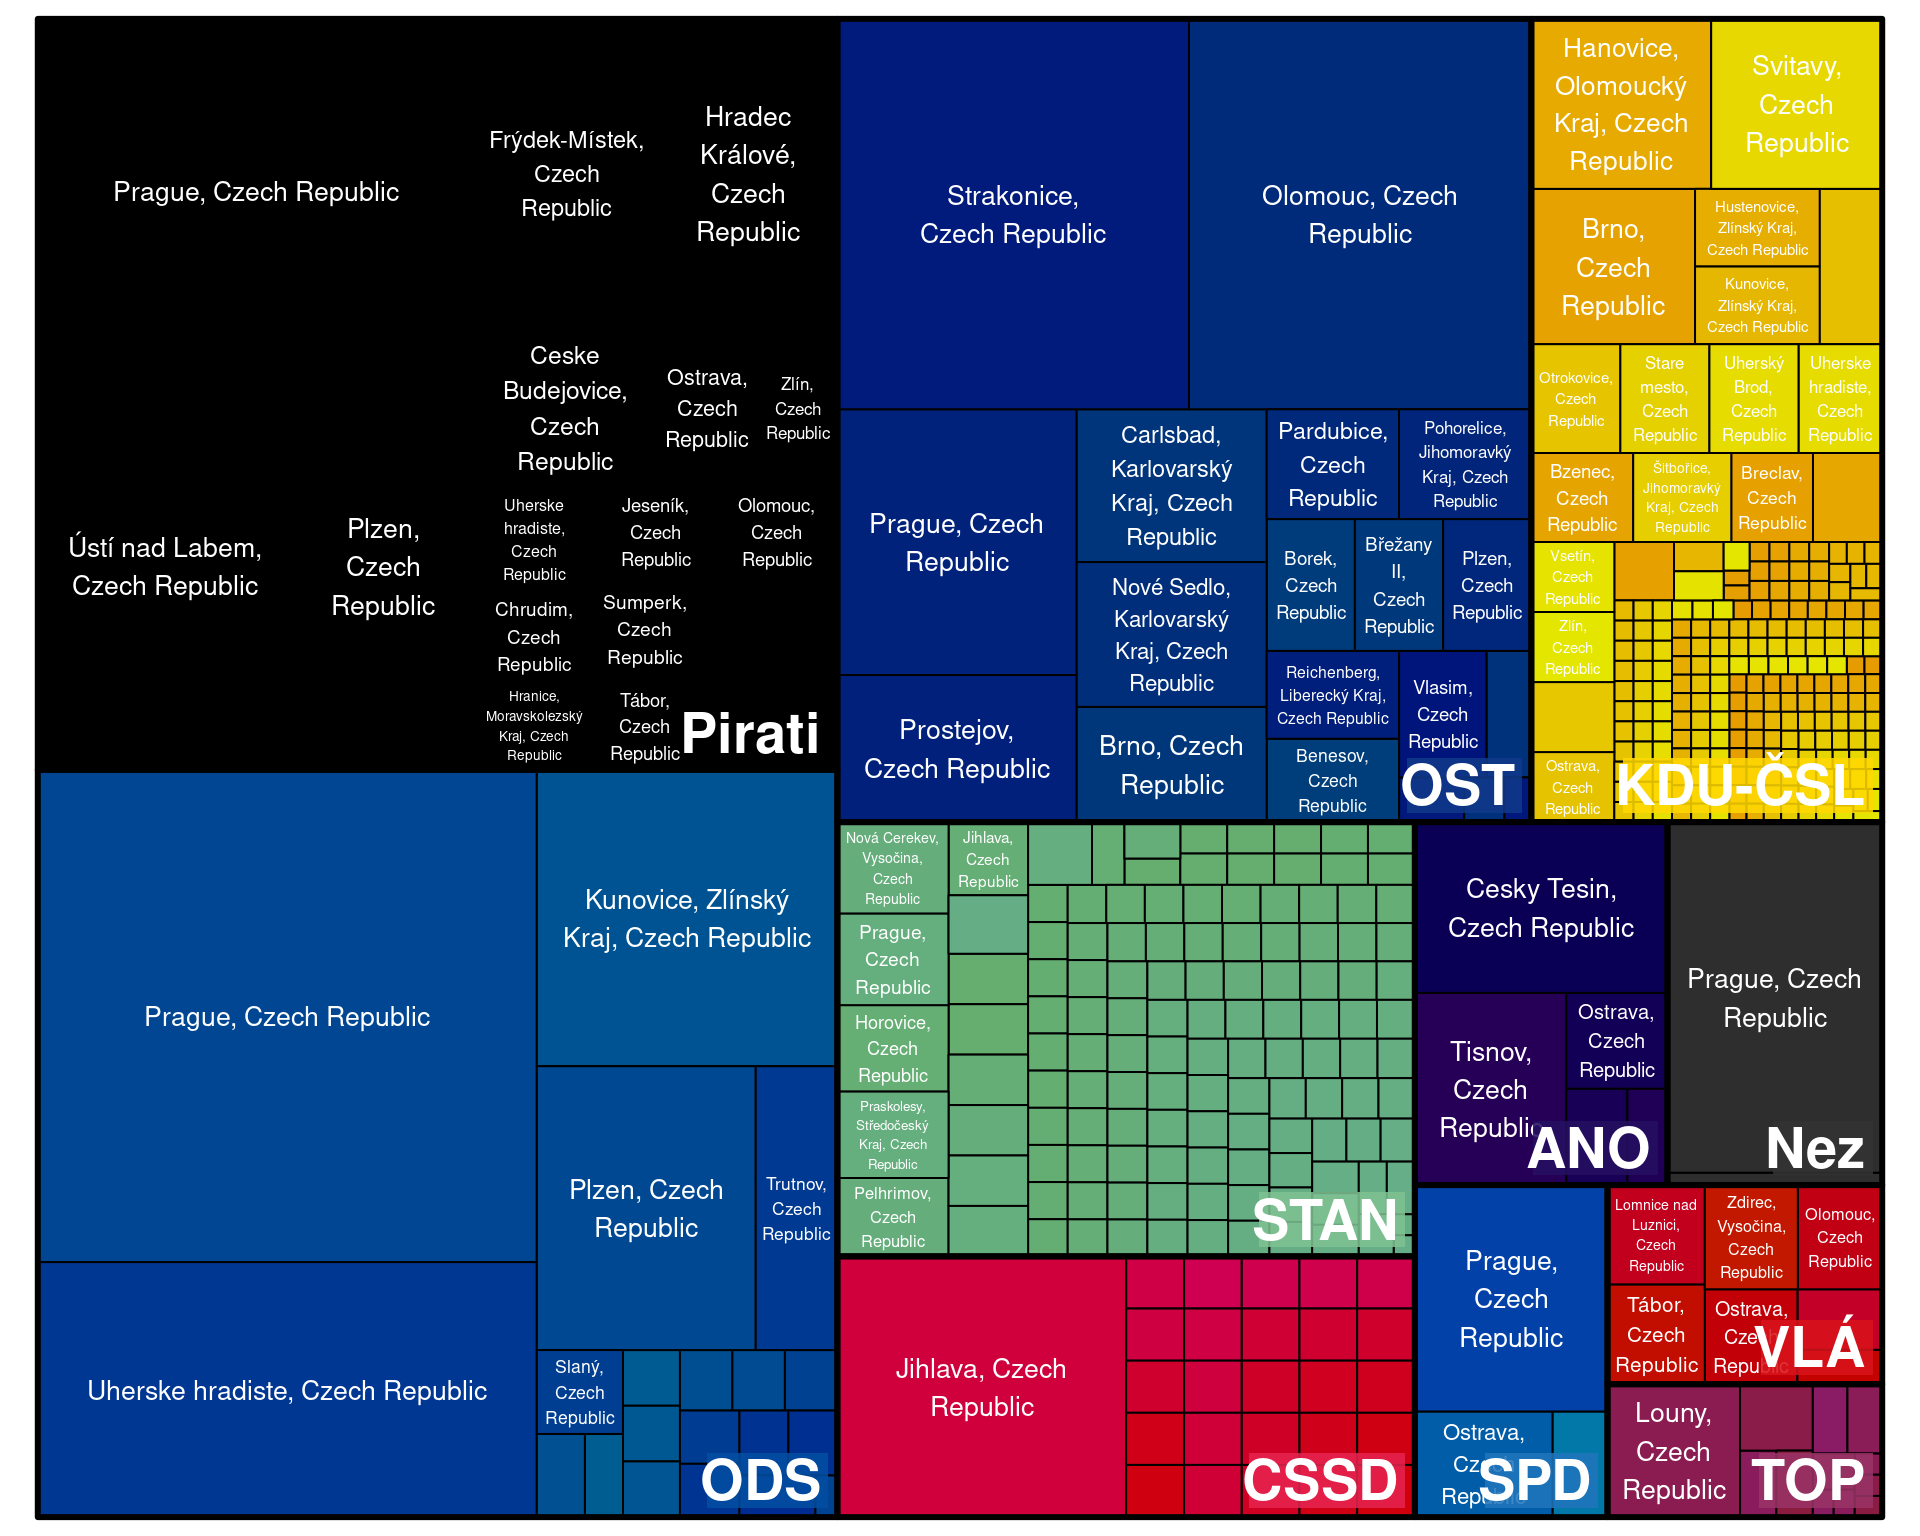 Prague, Czech Republic
Frýdek-Místek,
Czech
Republic
Hradec
Králové,
Czech
Republic
Ústí nad Labem,
Czech Republic
Plzen,
Czech
Republic
Ceske
Budejovice,
Czech
Republic
Ostrava,
Czech
Republic
Zlín,
Czech
Republic
Uherske
hradiste,
Czech
Republic
Jeseník,
Czech
Republic
Olomouc,
Czech
Republic
Chrudim,
Czech
Republic
Sumperk,
Czech
Republic
Hranice,
Moravskolezský
Kraj, Czech
Republic
Tábor,
Czech
Republic
Pirati
Strakonice,
Czech Republic
Olomouc, Czech
Republic
Prague, Czech
Republic
Prostejov,
Czech Republic
Carlsbad,
Karlovarský
Kraj, Czech
Republic
Nové Sedlo,
Karlovarský
Kraj, Czech
Republic
Brno, Czech
Republic
Pardubice,
Czech
Republic
Pohorelice,
Jihomoravký
Kraj, Czech
Republic
Borek,
Czech
Republic
Břežany
II,
Czech
Republic
Plzen,
Czech
Republic
Reichenberg,
Liberecký Kraj,
Czech Republic
Benesov,
Czech
Republic
Vlasim,
Czech
Republic
OST
Hanovice,
Olomoucký
Kraj, Czech
Republic
Svitavy,
Czech
Republic
Brno,
Czech
Republic
Hustenovice,
Zlínský Kraj,
Czech Republic
Kunovice,
Zlínský Kraj,
Czech Republic
Otrokovice,
Czech
Republic
Stare
mesto,
Czech
Republic
Uherský
Brod,
Czech
Republic
Uherske
hradiste,
Czech
Republic
Bzenec,
Czech
Republic
Šitbořice,
Jihomoravký
Kraj, Czech
Republic
Breclav,
Czech
Republic
Vsetín,
Czech
Republic
Zlín,
Czech
Republic
Ostrava,
Czech
Republic
KDU-ČSL
Prague, Czech Republic
Uherske hradiste, Czech Republic
Kunovice, Zlínský
Kraj, Czech Republic
Plzen, Czech
Republic
Trutnov,
Czech
Republic
Slaný,
Czech
Republic
ODS
Nová Cerekev,
Vysočina,
Czech
Republic
Jihlava,
Czech
Republic
Prague,
Czech
Republic
Horovice,
Czech
Republic
Praskolesy,
Středočeský
Kraj, Czech
Republic
Pelhrimov,
Czech
Republic
STAN
Jihlava, Czech
Republic
CSSD
Cesky Tesin,
Czech Republic
Tisnov,
Czech
Republic
Ostrava,
Czech
Republic
ANO
Prague, Czech
Republic
Nez
Prague,
Czech
Republic
Ostrava,
Czech
Republic
SPD
Lomnice nad
Luznici,
Czech
Republic
Zdirec,
Vysočina,
Czech
Republic
Olomouc,
Czech
Republic
Tábor,
Czech
Republic
Ostrava,
Czech
Republic
VLÁ
Louny,
Czech
Republic
TOP